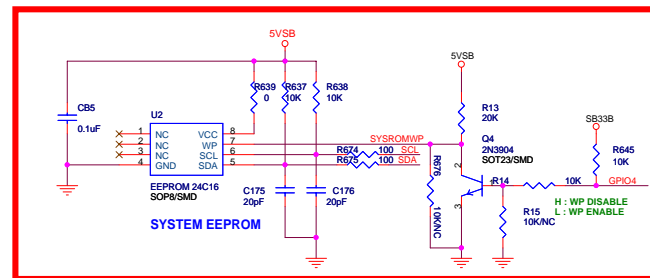 5VSB
5VSB
R639
0
R637
10K
R638
10K
CB5
0.1uF
U2
1
2
3
4
NC
NC
NC
GND
VCC
WP
SCL
SDA
8
7
6
5
EEPROM 24C16
SOP8/SMD
SYSROMWP
R674
100
SCL
R675
100
SDA
C175
20pF
C176
20pF
R676
10K/NC
R13
20K
Q4
2N3904
SOT23/SMD
2
1
3
R14
10K
R15
10K/NC
SB33B
R645
10K
GPIO4
H : WP DISABLE
L : WP ENABLE
SYSTEM EEPROM